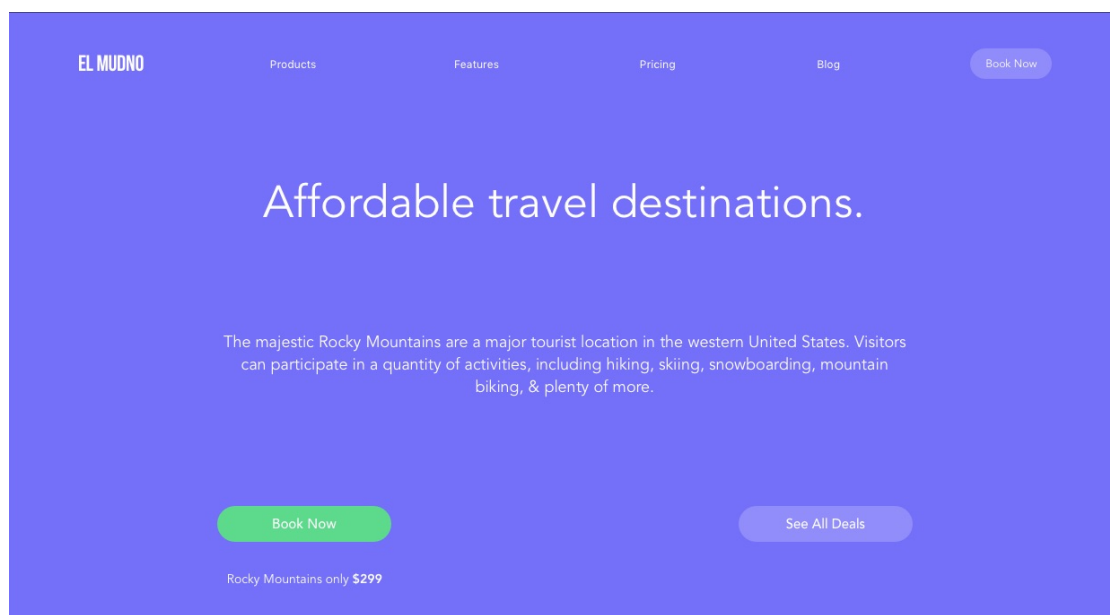 EL MUDNO
Products
Features
Pricing
Blog
Book Now
Affordable travel destinations.
The majestic Rocky Mountains are a major tourist location in the western United States. Visitors
can participate in a quantity of activities, including hiking, skiing, snowboarding, mountain
biking, & plenty of more.
Book Now
See All Deals
Rocky Mountains only $299